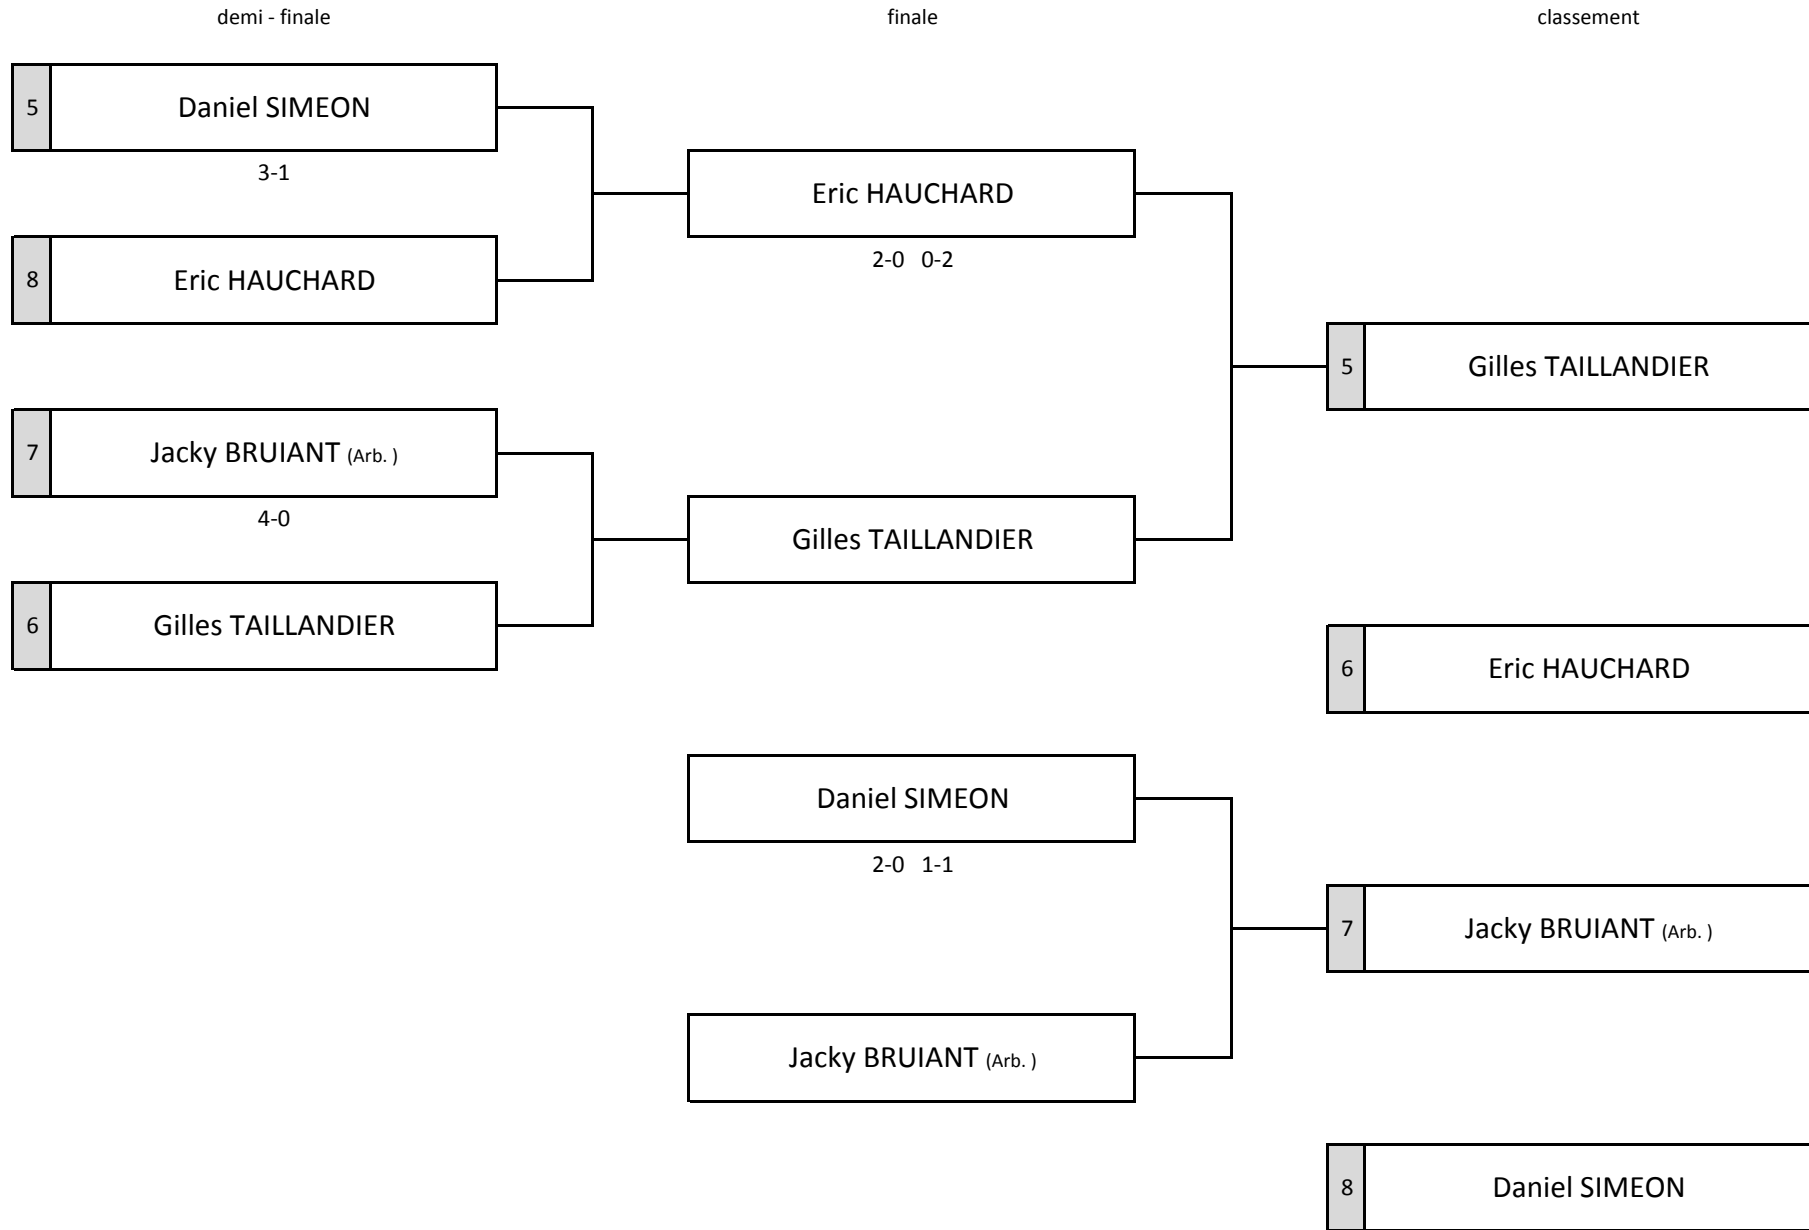 demi - finale
finale
classement
5 Daniel SIMEON
3-1
8 Eric HAUCHARD
7 Jacky BRUIANT (Arb. )
4-0
6 Gilles TAILLANDIER
Eric HAUCHARD
2-0 0-2
Gilles TAILLANDIER
Daniel SIMEON
2-0 1-1
Jacky BRUIANT (Arb. )
5 Gilles TAILLANDIER
6 Eric HAUCHARD
7 Jacky BRUIANT (Arb. )
8 Daniel SIMEON